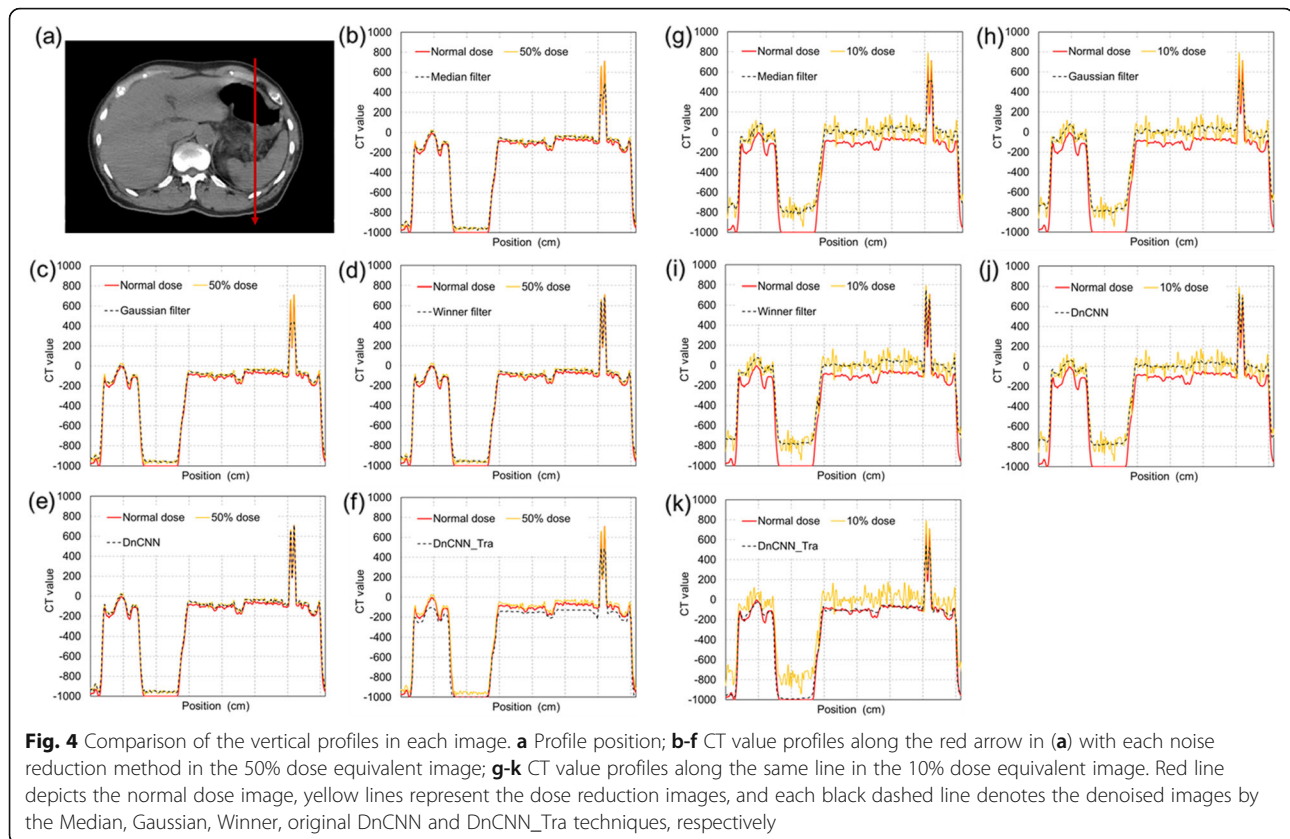 (a)
(b)
1000
800
600
400
200
0
-200
-400
-600
-800
-1000
CT value
Normal dose
50% dose
Median filter
Position (cm)
(g)
1000
800
600
400
200
0
-200
-400
-600
-800
-1000
CT value
Normal dose
10% dose
Median filter
Position (cm)
(h)
1000
800
600
400
200
0
-200
-400
-600
-800
-1000
CT value
Normal dose
10% dose
Gaussian filter
Position (cm)
(c)
1000
800
600
400
200
0
-200
-400
-600
-800
-1000
CT value
Normal dose
50% dose
Gaussian filter
Position (cm)
(d)
1000
800
600
400
200
0
-200
-400
-600
-800
-1000
CT value
Normal dose
50% dose
Winner filter
Position (cm)
(i)
1000
800
600
400
200
0
-200
-400
-600
-800
-1000
CT value
Normal dose
10% dose
Winner filter
Position (cm)
(j)
1000
800
600
400
200
0
-200
-400
-600
-800
-1000
CT value
Normal dose
10% dose
DnCNN
Position (cm)
(e)
1000
800
600
400
200
0
-200
-400
-600
-800
-1000
CT value
Normal dose
50% dose
DnCNN
Position (cm)
(f)
1000
800
600
400
200
0
-200
-400
-600
-800
-1000
CT value
Normal dose
50% dose
DnCNN_Tra
Position (cm)
(k)
1000
800
600
400
200
0
-200
-400
-600
-800
-1000
CT value
Normal dose
10% dose
DnCNN_Tra
Position (cm)
Fig. 4 Comparison of the vertical profiles in each image. a Profile position; b-f CT value profiles along the red arrow in (a) with each noise
reduction method in the 50% dose equivalent image; g-k CT value profiles along the same line in the 10% dose equivalent image. Red line
depicts the normal dose image, yellow lines represent the dose reduction images, and each black dashed line denotes the denoised images by
the Median, Gaussian, Winner, original DnCNN and DnCNN_Tra techniques, respectively